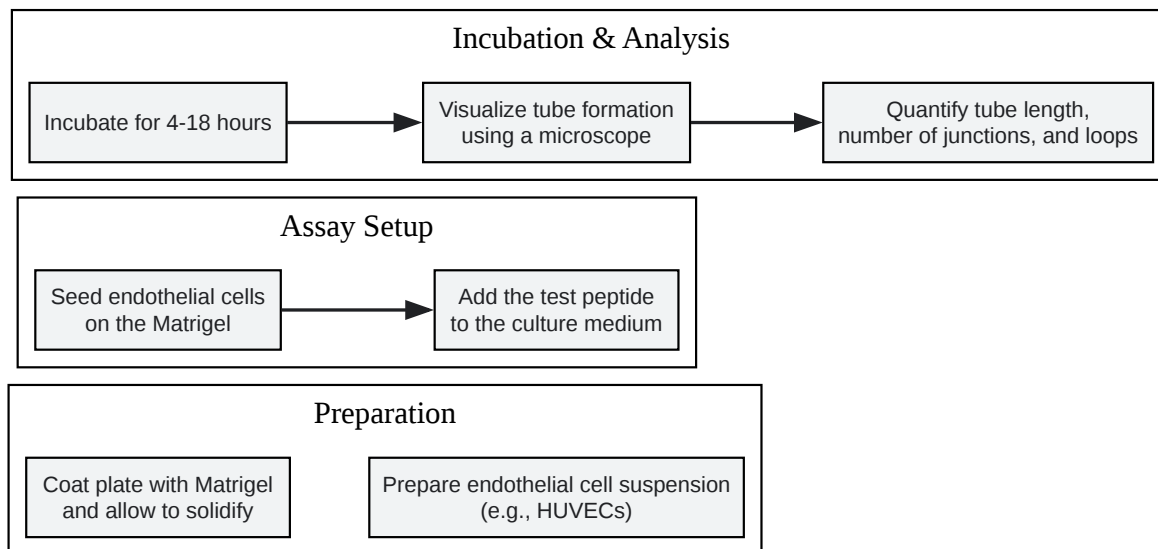 Incubation & Analysis
Incubate for 4-18 hours
Visualize tube formation
using a microscope
Quantify tube length,
number of junctions, and loops
Assay Setup
Seed endothelial cells
on the Matrigel
Add the test peptide
to the culture medium
Preparation
Coat plate with Matrigel
and allow to solidify
Prepare endothelial cell suspension
(e.g., HUVECs)